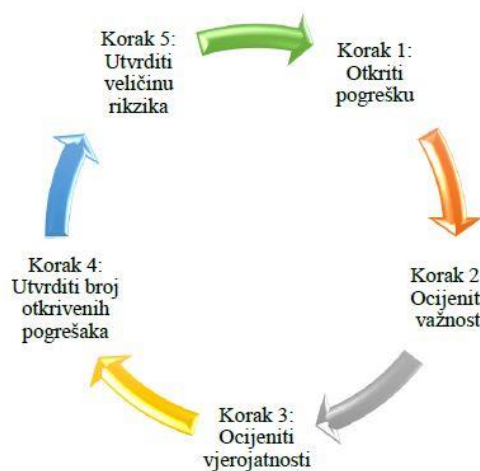 Korak 1:
Otkriti
pogrešku
Korak 2
Ocijeniti
važnost
Korak 3:
Ocijeniti
vjerojatnosti
Korak 4:
Utvrditi broj
otkrivenih
pogrešaka
Korak 5:
Utvrditi
veličinu
rikzika